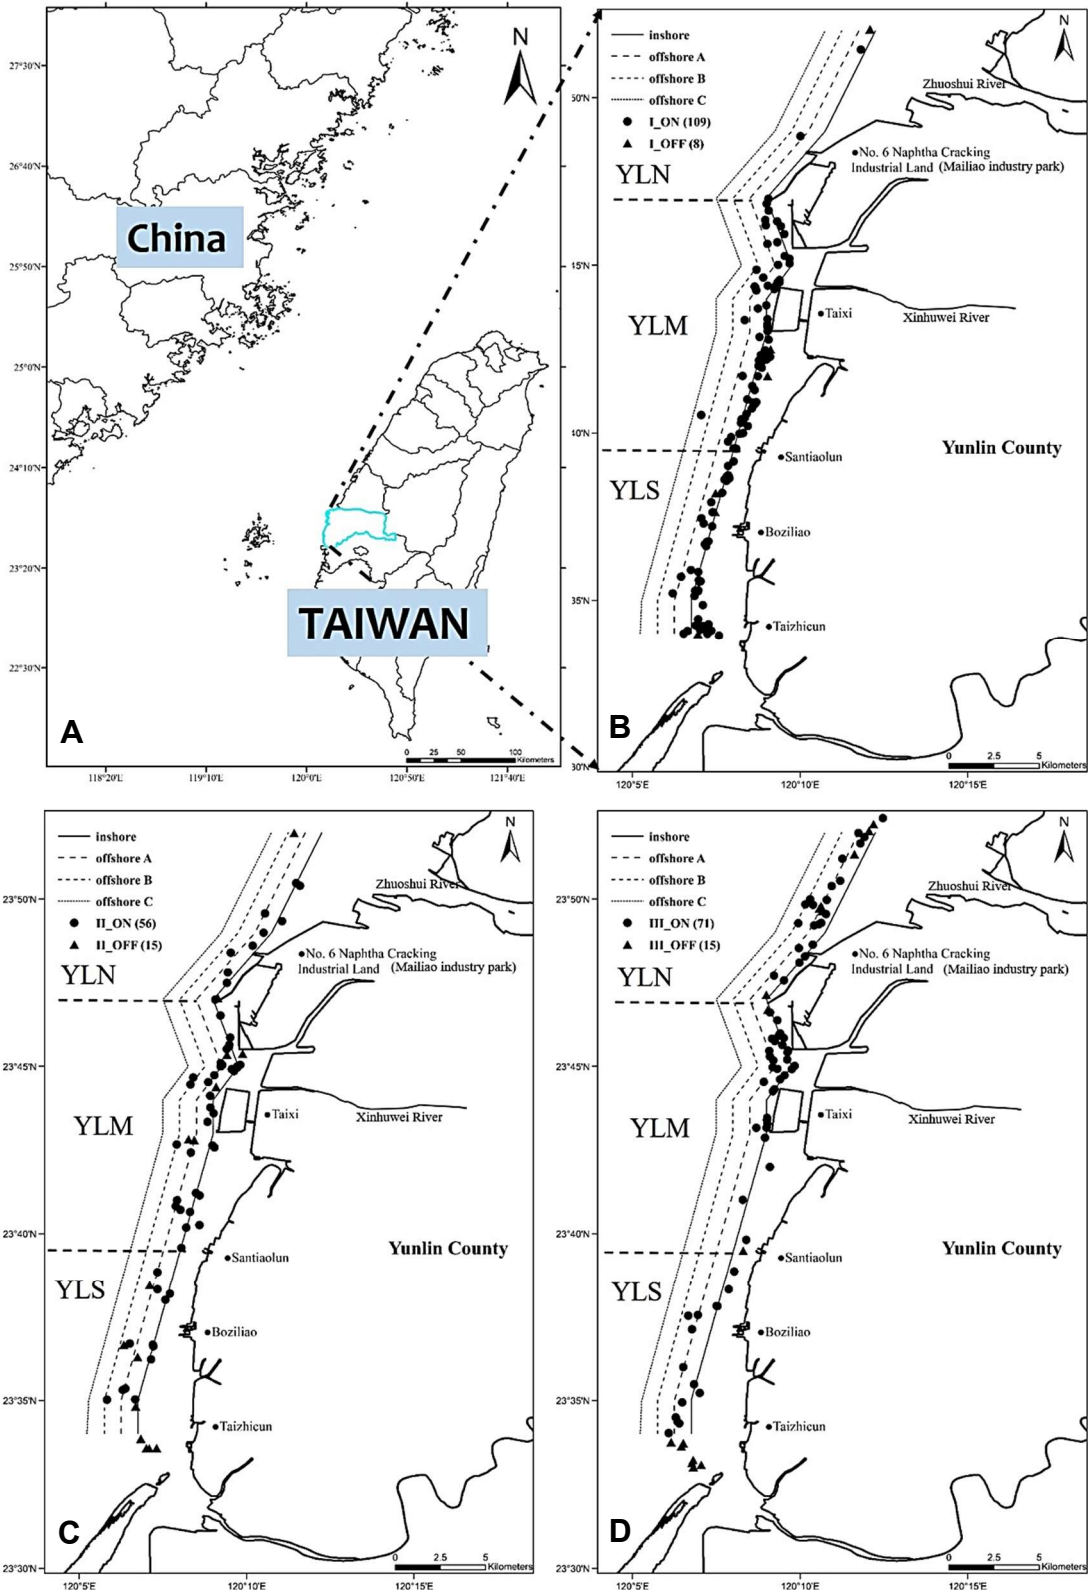 N
27°30'N
26°40'N
25°50'N
25°0'N
24°10'N
23°20'N
22°30'N
China
TAIWAN
A
0 25 50 100
Kilometers
118°20'E 119°10'E 120°0'E 120°50'E 121°40'E
inshore
offshore A
offshore B
offshore C
I_ON (109)
I_OFF (8)
N
Zhuoshui River
No. 6 Naphtha Cracking
Industrial Land (Mailiao industry park)
YLN
YLM
YLS
Taixi
Xinhuwei River
Yunlin County
Santiaolun
Boziliao
Taizhicun
50'N
15'N
40'N
35'N
30'N
B
0 2.5 5
Kilometers
120°5'E 120°10'E 120°15'E
inshore
offshore A
offshore B
offshore C
II_ON (56)
II_OFF (15)
N
Zhuoshui River
No. 6 Naphtha Cracking
Industrial Land (Mailiao industry park)
YLN
YLM
YLS
Taixi
Xinhuwei River
Yunlin County
Santiaolun
Boziliao
Taizhicun
23°50'N
23°45'N
23°40'N
23°35'N
23°30'N
C
0 2.5 5
Kilometers
120°5'E 120°10'E 120°15'E
inshore
offshore A
offshore B
offshore C
III_ON (71)
III_OFF (15)
N
Zhuoshui River
No. 6 Naphtha Cracking
Industrial Land (Mailiao industry park)
YLN
YLM
YLS
Taixi
Xinhuwei River
Yunlin County
Santiaolun
Boziliao
Taizhicun
23°50'N
23°45'N
23°40'N
23°35'N
23°30'N
D
0 2.5 5
Kilometers
120°5'E 120°10'E 120°15'E